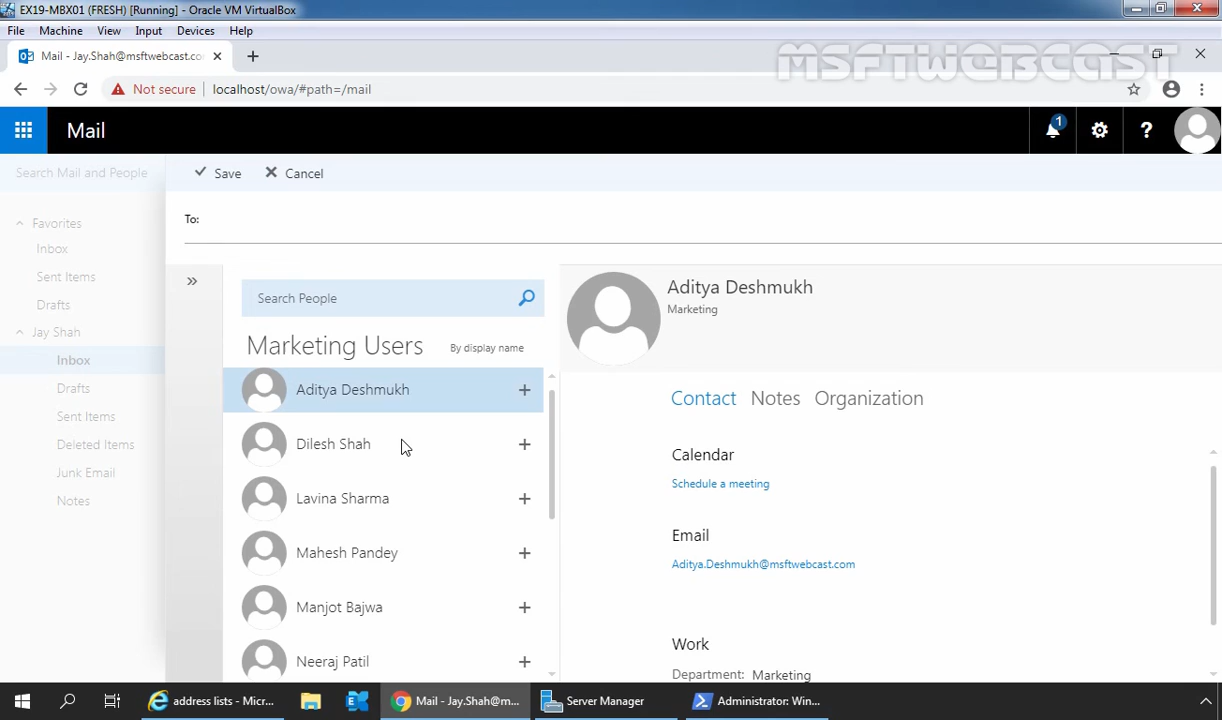 EX19-MBX01 (FRESH) [Running] - Oracle VM VirtualBox
File Machine View Input Devices Help
Mail - Jay.Shah@msftwebcast.co
MSFTWEBCAST
Not secure localhost/owa/#path=/mail
Mail
1
?
Search Mail and People
Save Cancel
Favorites
To:
Inbox
Sent Items
Drafts
Jay Shah
Inbox
Drafts
Sent Items
Deleted Items
Junk Email
Notes
»
Search People
Marketing Users By display name
Aditya Deshmukh
Dilesh Shah
Lavina Sharma
Mahesh Pandey
Manjot Bajwa
Neeraj Patil
Aditya Deshmukh
Marketing
Contact Notes Organization
Calendar
Schedule a meeting
Email
Aditya.Deshmukh@msftwebcast.com
Work
Department: Marketing
address lists - Micr...
Mail - Jay.Shah@m...
Server Manager
Administrator: Win...